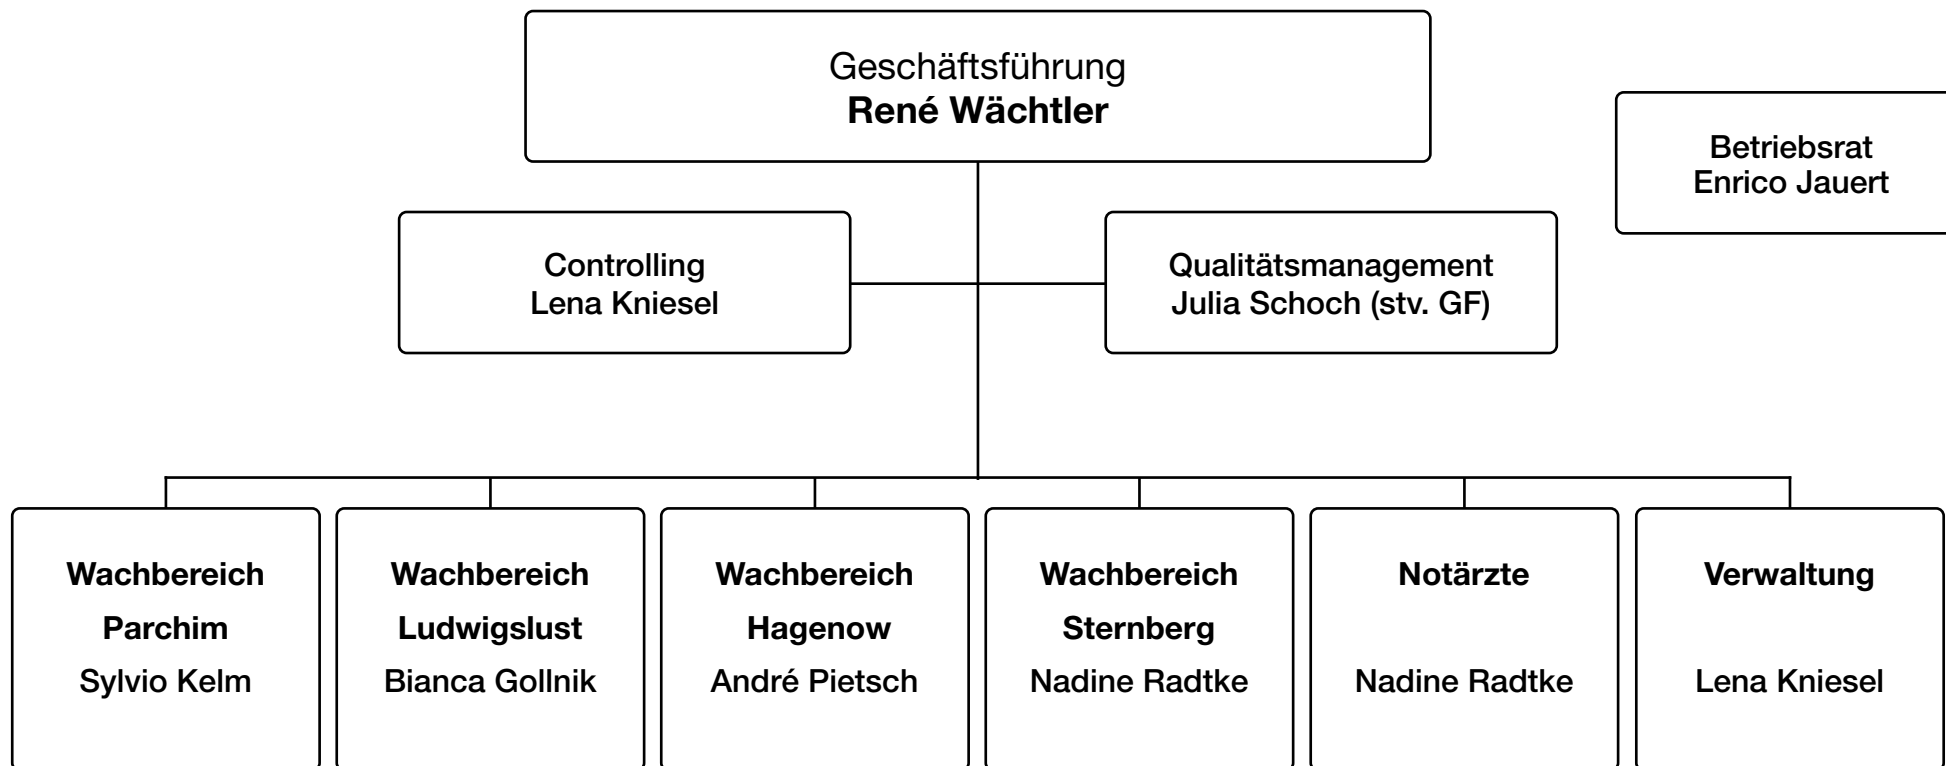 Geschäftsführung
René Wächtler
Betriebsrat
Enrico Jauert
Controlling
Lena Kniesel
Qualitätsmanagement
Julia Schoch (stv. GF)
Wachbereich
Parchim
Sylvio Kelm
Wachbereich
Ludwigslust
Bianca Gollnik
Wachbereich
Hagenow
André Pietsch
Wachbereich
Sternberg
Nadine Radtke
Notärzte
Nadine Radtke
Verwaltung
Lena Kniesel